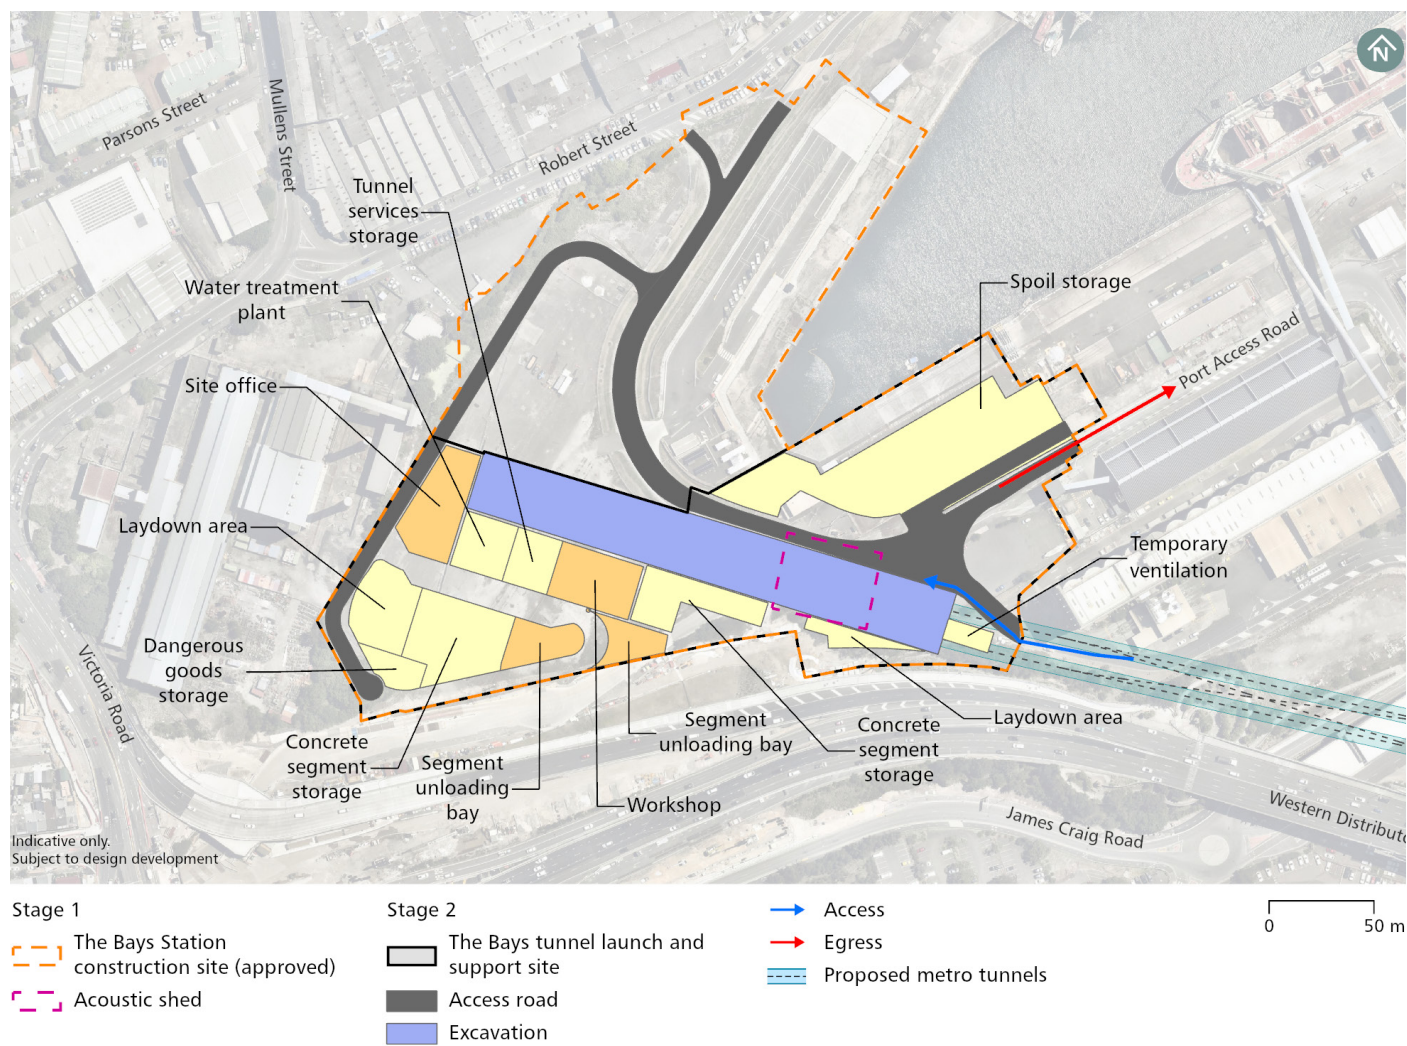 N
Parsons Street
Mullens Street
Robert Street
Tunnel
services
storage
Water treatment
plant
Spoil storage
Port Access Road
Site office
Laydown area
Temporary
ventilation
Dangerous
goods
storage
Victoria Road
Concrete
segment
storage
Segment
unloading
bay
Workshop
Segment
unloading bay
Concrete
segment
storage
Laydown area
James Craig Road
Western Distributo
Indicative only.
Subject to design development
Stage 1
The Bays Station
construction site (approved)
Acoustic shed
Stage 2
The Bays tunnel launch and
support site
Access road
Excavation
Access
Egress
Proposed metro tunnels
0
50 m